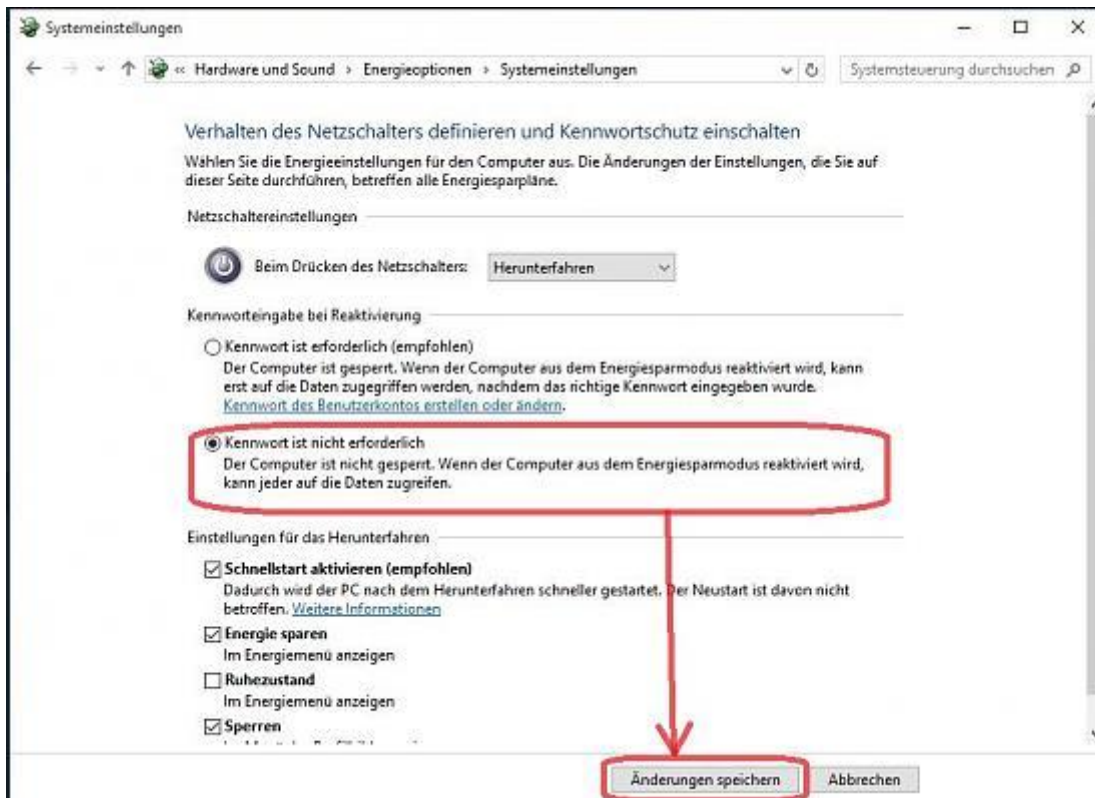 Systemeinstellungen
« Hardware und Sound › Energieoptionen › Systemeinstellungen
Systemsteuerung durchsuchen
Verhalten des Netzschalters definieren und Kennwortschutz einschalten
Wählen Sie die Energieeinstellungen für den Computer aus. Die Änderungen der Einstellungen, die Sie auf
dieser Seite durchführen, betreffen alle Energiesparpläne.
Netzschaltereinstellungen
Beim Drücken des Netzschalters: Herunterfahren
Kennworteingabe bei Reaktivierung
Kennwort ist erforderlich (empfohlen)
Der Computer ist gesperrt. Wenn der Computer aus dem Energiesparmodus reaktiviert wird, kann
erst auf die Daten zugegriffen werden, nachdem das richtige Kennwort eingegeben wurde.
Kennwort des Benutzerkontos erstellen oder ändern.
Kennwort ist nicht erforderlich
Der Computer ist nicht gesperrt. Wenn der Computer aus dem Energiesparmodus reaktiviert wird,
kann jeder auf die Daten zugreifen.
Einstellungen für das Herunterfahren
Schnellstart aktivieren (empfohlen)
Dadurch wird der PC nach dem Herunterfahren schneller gestartet. Der Neustart ist davon nicht
betroffen. Weitere Informationen
Energie sparen
Im Energiemenü anzeigen
Ruhezustand
Im Energiemenü anzeigen
Sperren
Änderungen speichern Abbrechen